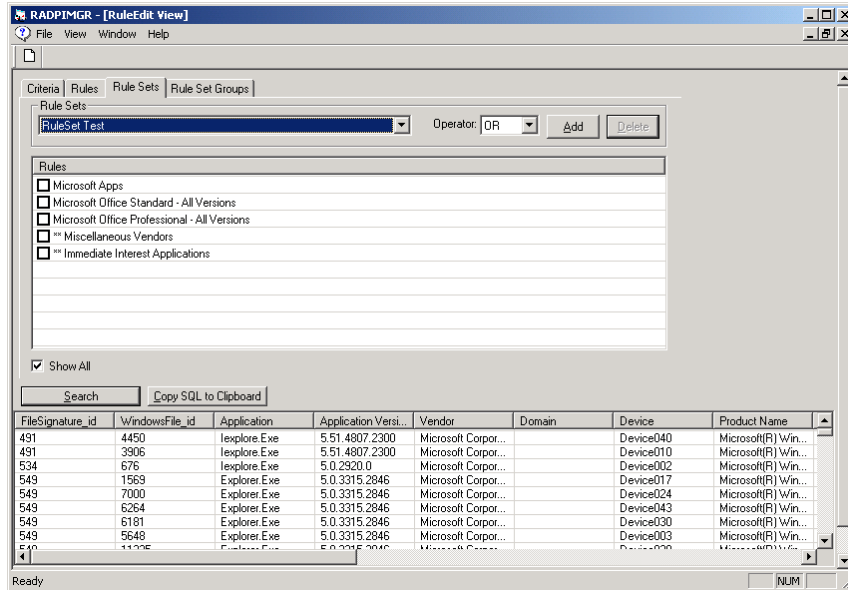 RADPIMGR - [RuleEdit View]
File View Window Help
Criteria Rules Rule Sets Rule Set Groups
Rule Sets
RuleSet Test Operator: OR Add Delete
Rules
Microsoft Apps
Microsoft Office Standard - All Versions
Microsoft Office Professional - All Versions
** Miscellaneous Vendors
** Immediate Interest Applications
Show All
Search Copy SQL to Clipboard
FileSignature_id WindowsFile_id Application Application Versi... Vendor Domain Device Product Name
491 4450 Iexplore.Exe 5.51.4807.2300 Microsoft Corpor... Device040 Microsoft(R) Win...
491 3906 Iexplore.Exe 5.51.4807.2300 Microsoft Corpor... Device010 Microsoft(R) Win...
534 676 Iexplore.Exe 5.0.2920.0 Microsoft Corpor... Device002 Microsoft(R) Win...
549 1569 Explorer.Exe 5.0.3315.2846 Microsoft Corpor... Device017 Microsoft(R) Win...
549 7000 Explorer.Exe 5.0.3315.2846 Microsoft Corpor... Device024 Microsoft(R) Win...
549 6264 Explorer.Exe 5.0.3315.2846 Microsoft Corpor... Device043 Microsoft(R) Win...
549 6181 Explorer.Exe 5.0.3315.2846 Microsoft Corpor... Device030 Microsoft(R) Win...
549 5648 Explorer.Exe 5.0.3315.2846 Microsoft Corpor... Device003 Microsoft(R) Win...
Ready NUM